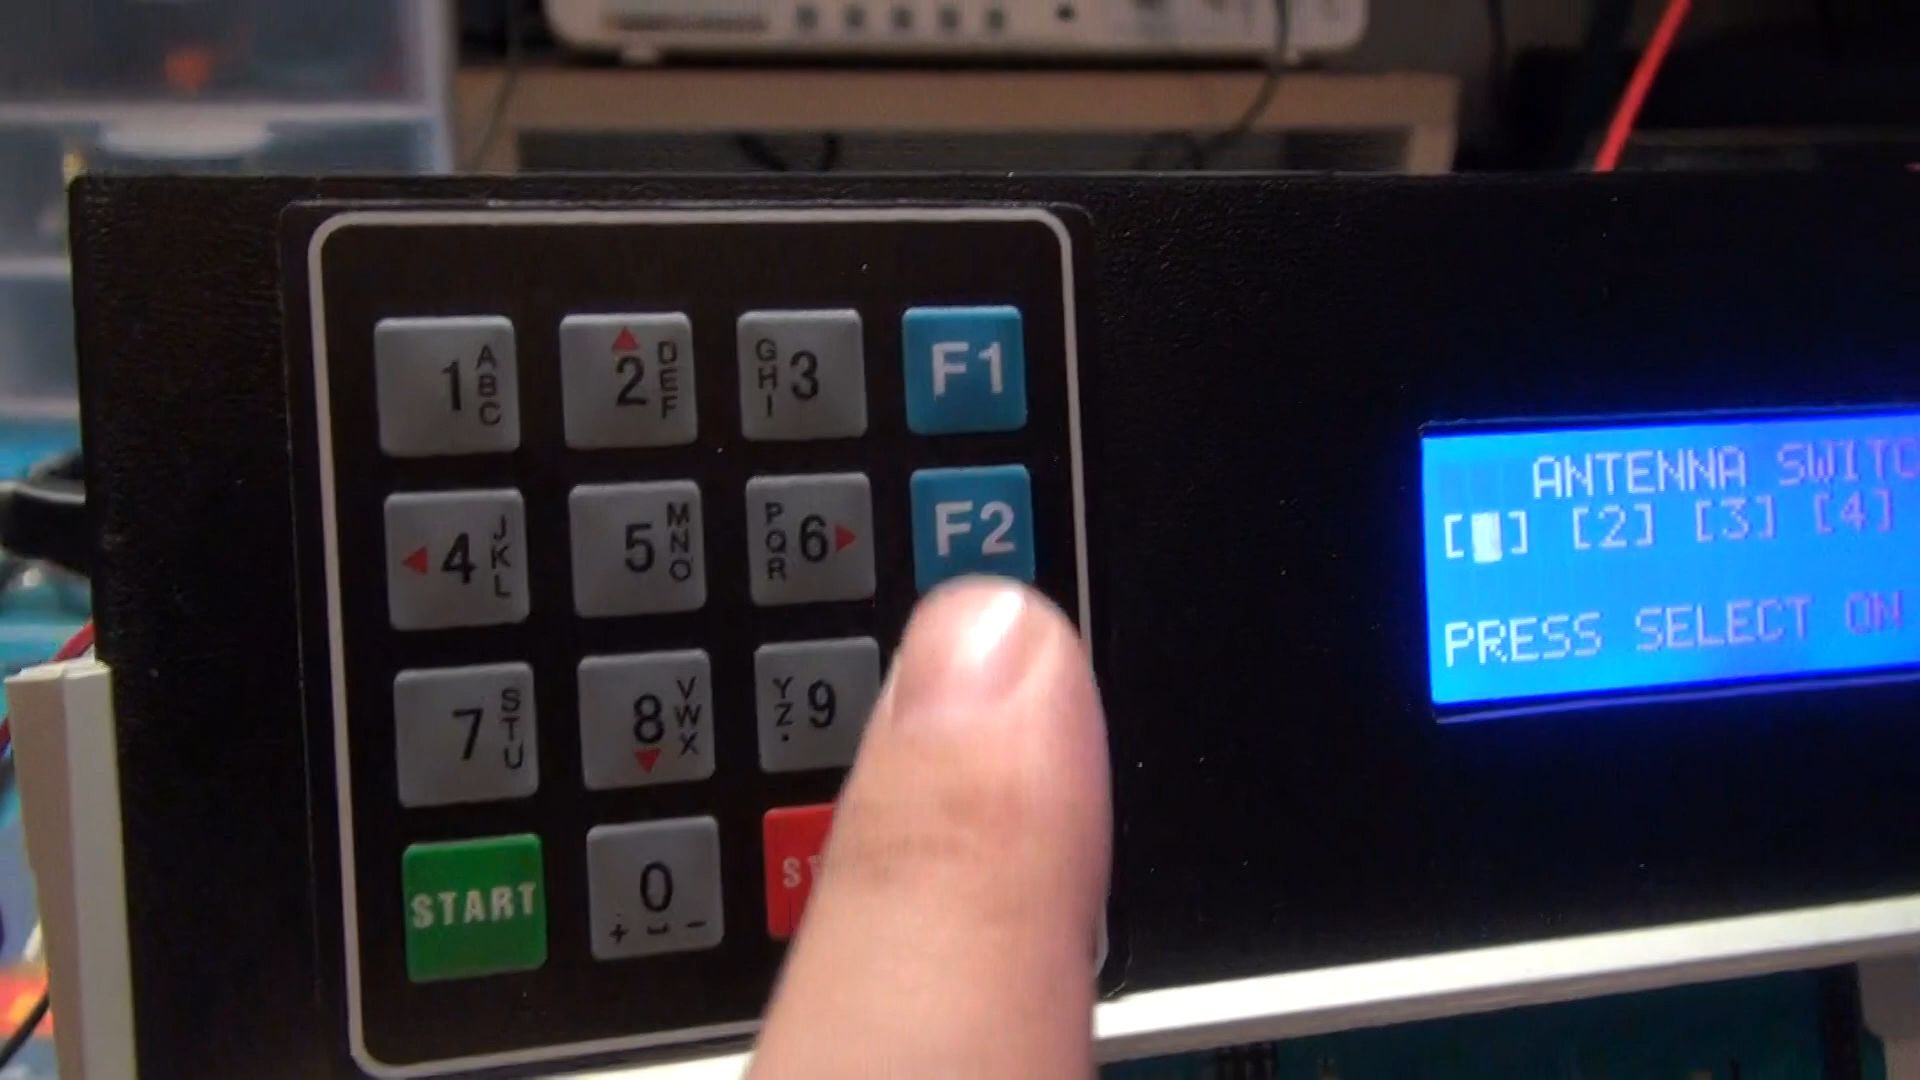 1 ABC
2 DEF
GHI 3
F1
4 JKL
5 MNO
PQR 6
F2
7 STU
8 VWX
YZ. 9
START
0
+ ⎵ −
ANTENNA SWITC
[ ] [2] [3] [4]
PRESS SELECT ON